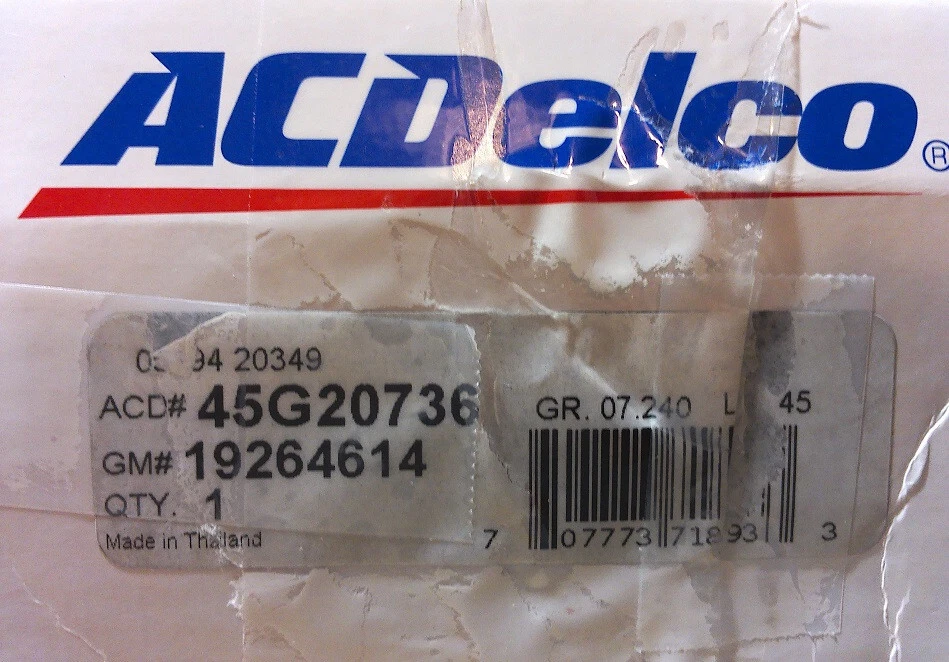 ACDelco®
20349
ACD# 45G20736
GR. 07.240 45
GM# 19264614
QTY. 1
Made in Thailand
7 07773 71893 3